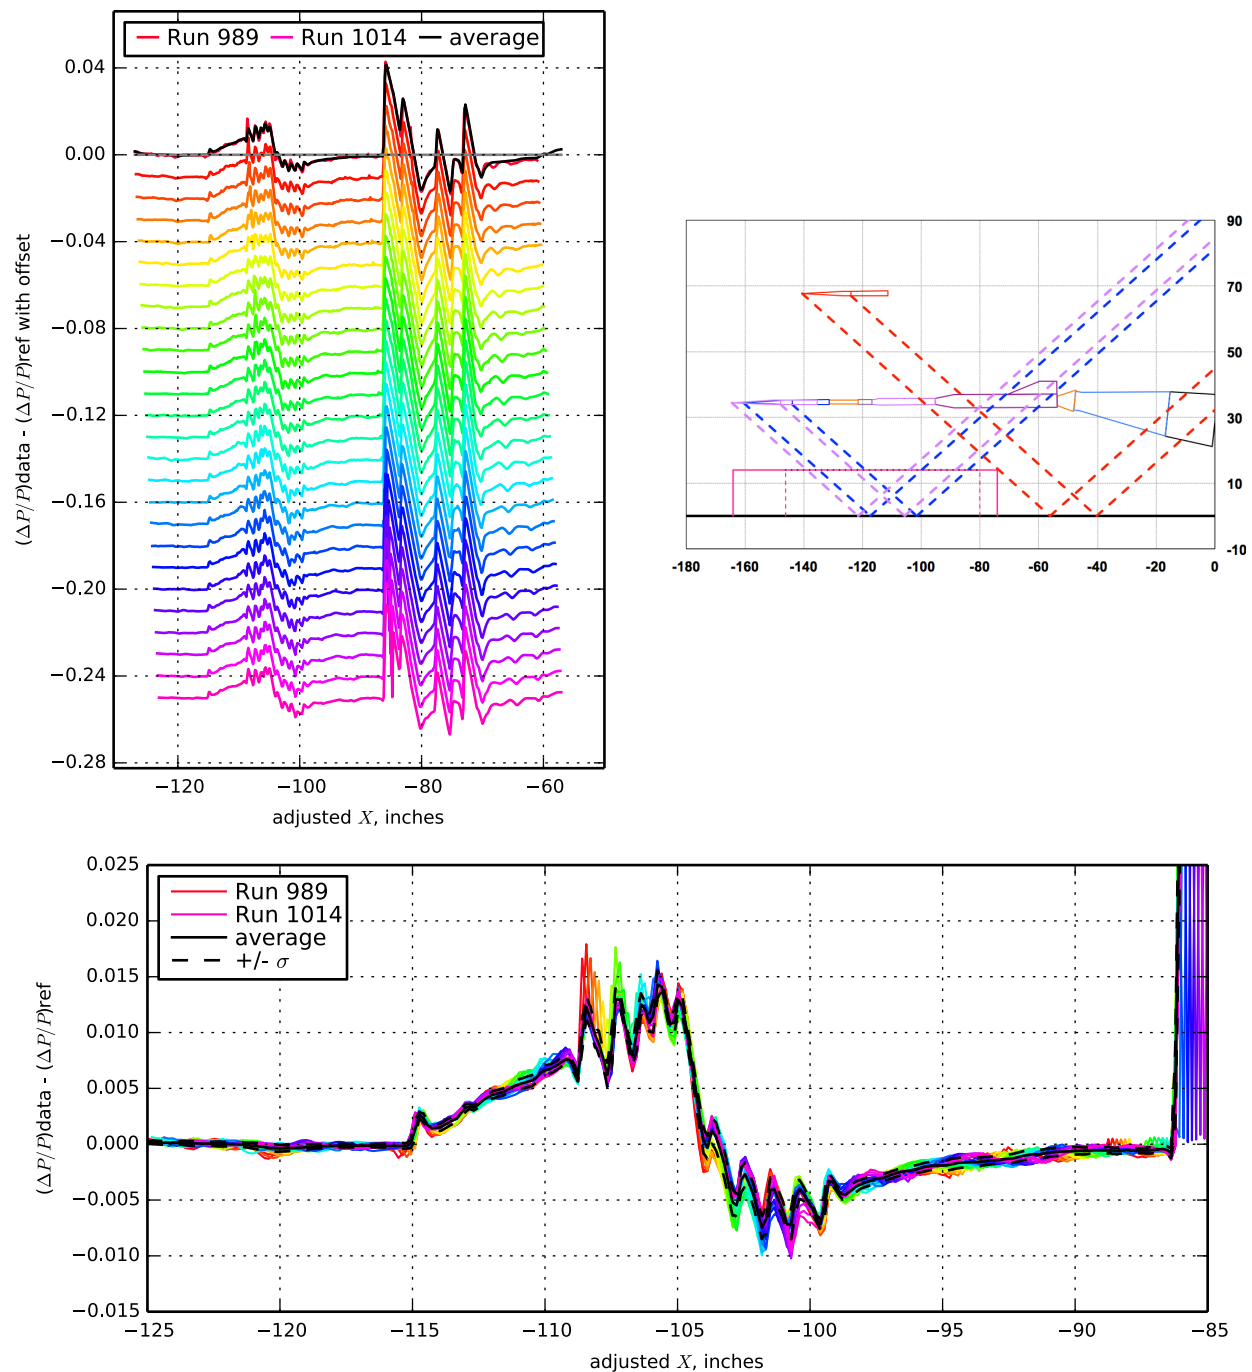 Run 989 Run 1014 average
0.04
0.00
−0.04
−0.08
−0.12
−0.16
−0.20
−0.24
−0.28
(ΔP/P)data - (ΔP/P)ref with offset
−120 −100 −80 −60
adjusted X, inches
90
70
50
30
10
-10
-180 -160 -140 -120 -100 -80 -60 -40 -20 0
Run 989
Run 1014
average
+/- σ
0.025
0.020
0.015
0.010
0.005
0.000
−0.005
−0.010
−0.015
(ΔP/P)data - (ΔP/P)ref
−125 −120 −115 −110 −105 −100 −95 −90 −85
adjusted X, inches